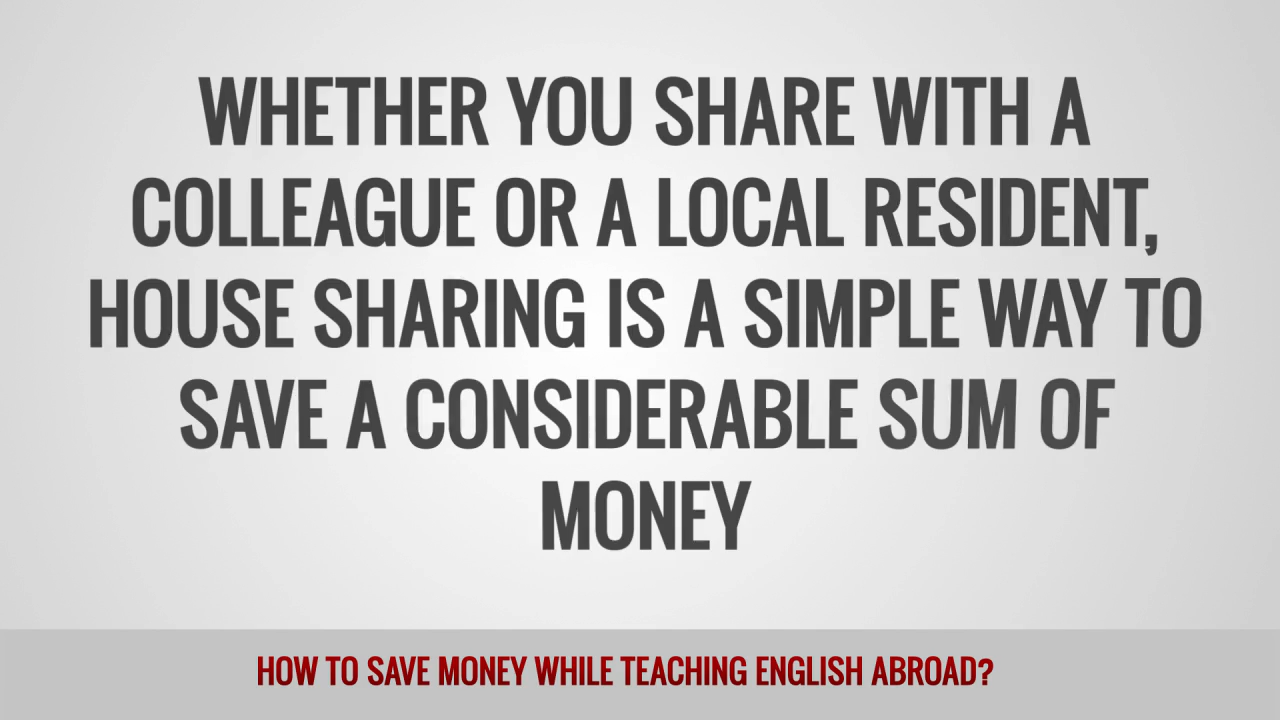 WHETHER YOU SHARE WITH A
COLLEAGUE OR A LOCAL RESIDENT,
HOUSE SHARING IS A SIMPLE WAY TO
SAVE A CONSIDERABLE SUM OF
MONEY
HOW TO SAVE MONEY WHILE TEACHING ENGLISH ABROAD?